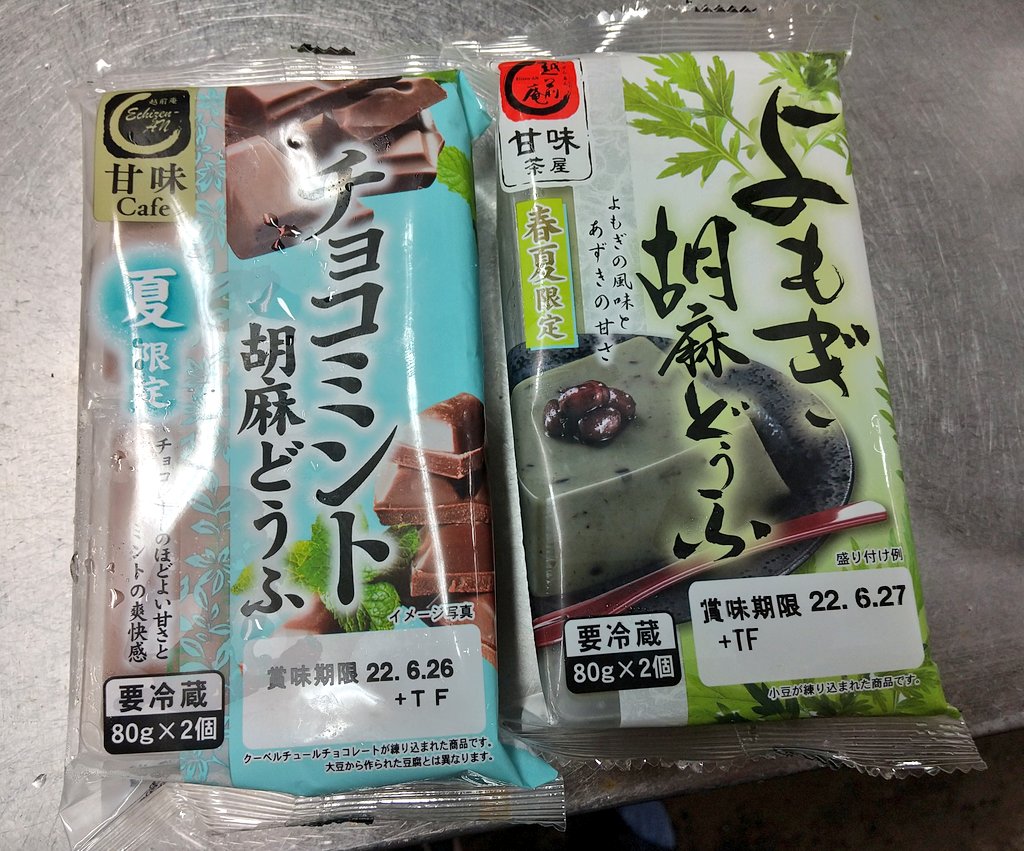 越前庵
Echizen-
AN
甘味
Cafe
夏
限定
チョコミント
胡麻どうふ
のほどよい甘さと
ミントの爽快感
イメージ写真
賞味期限 22. 6.26
+TF
要冷蔵
80g×2個
クーベルチュールチョコレートが練り込まれた商品です。
大豆から作られた豆腐とは異なります。
越前庵
甘味
茶屋
春夏限定
よもぎの風味と
あずきの甘さ
よもぎ
胡麻どうふ
盛り付け例
賞味期限 22. 6.27
+TF
要冷蔵
80g×2個
小豆が練り込まれた商品です。